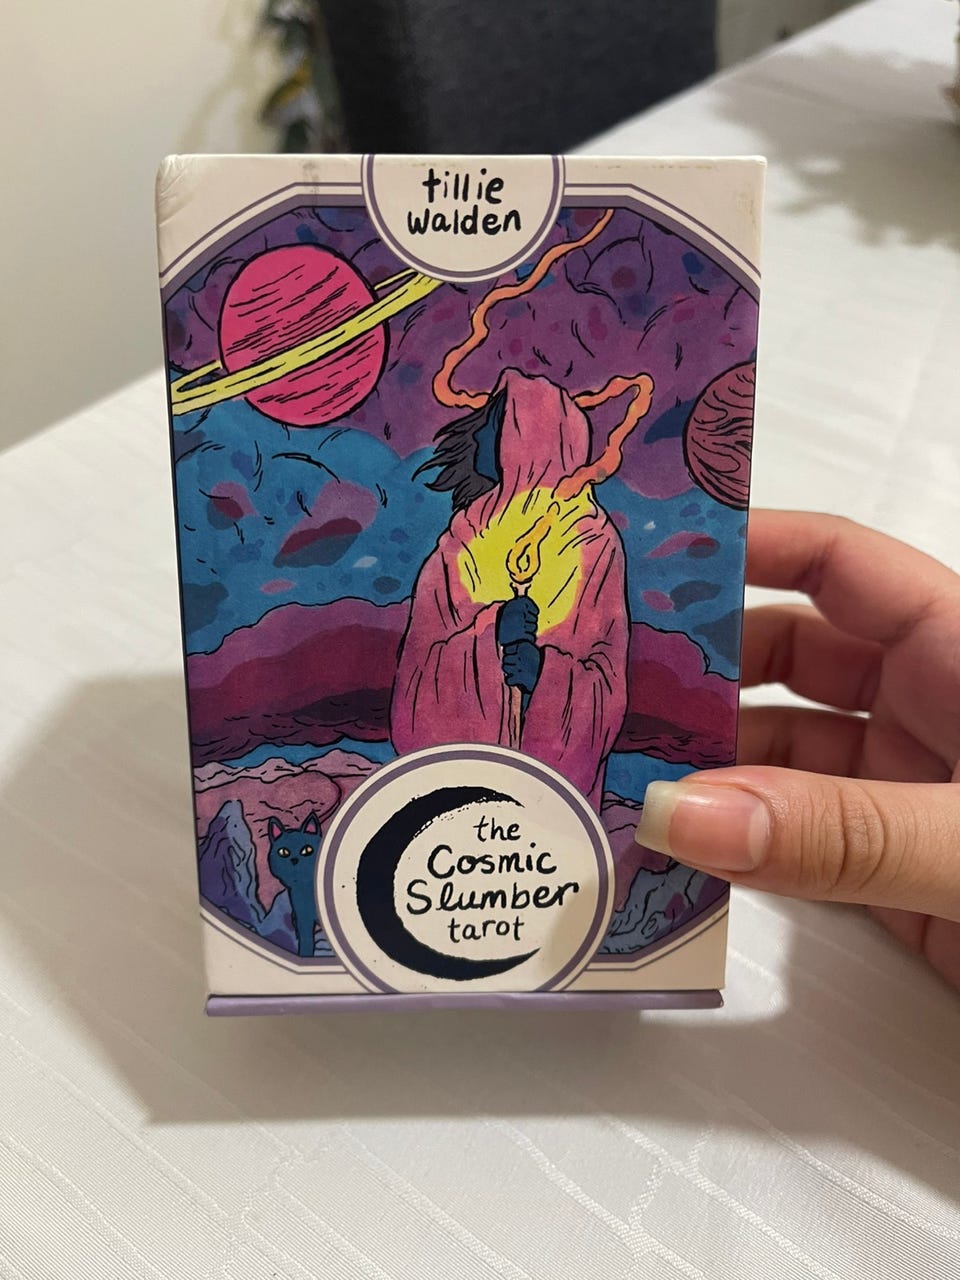 tillie
walden
the
Cosmic
Slumber
tarot